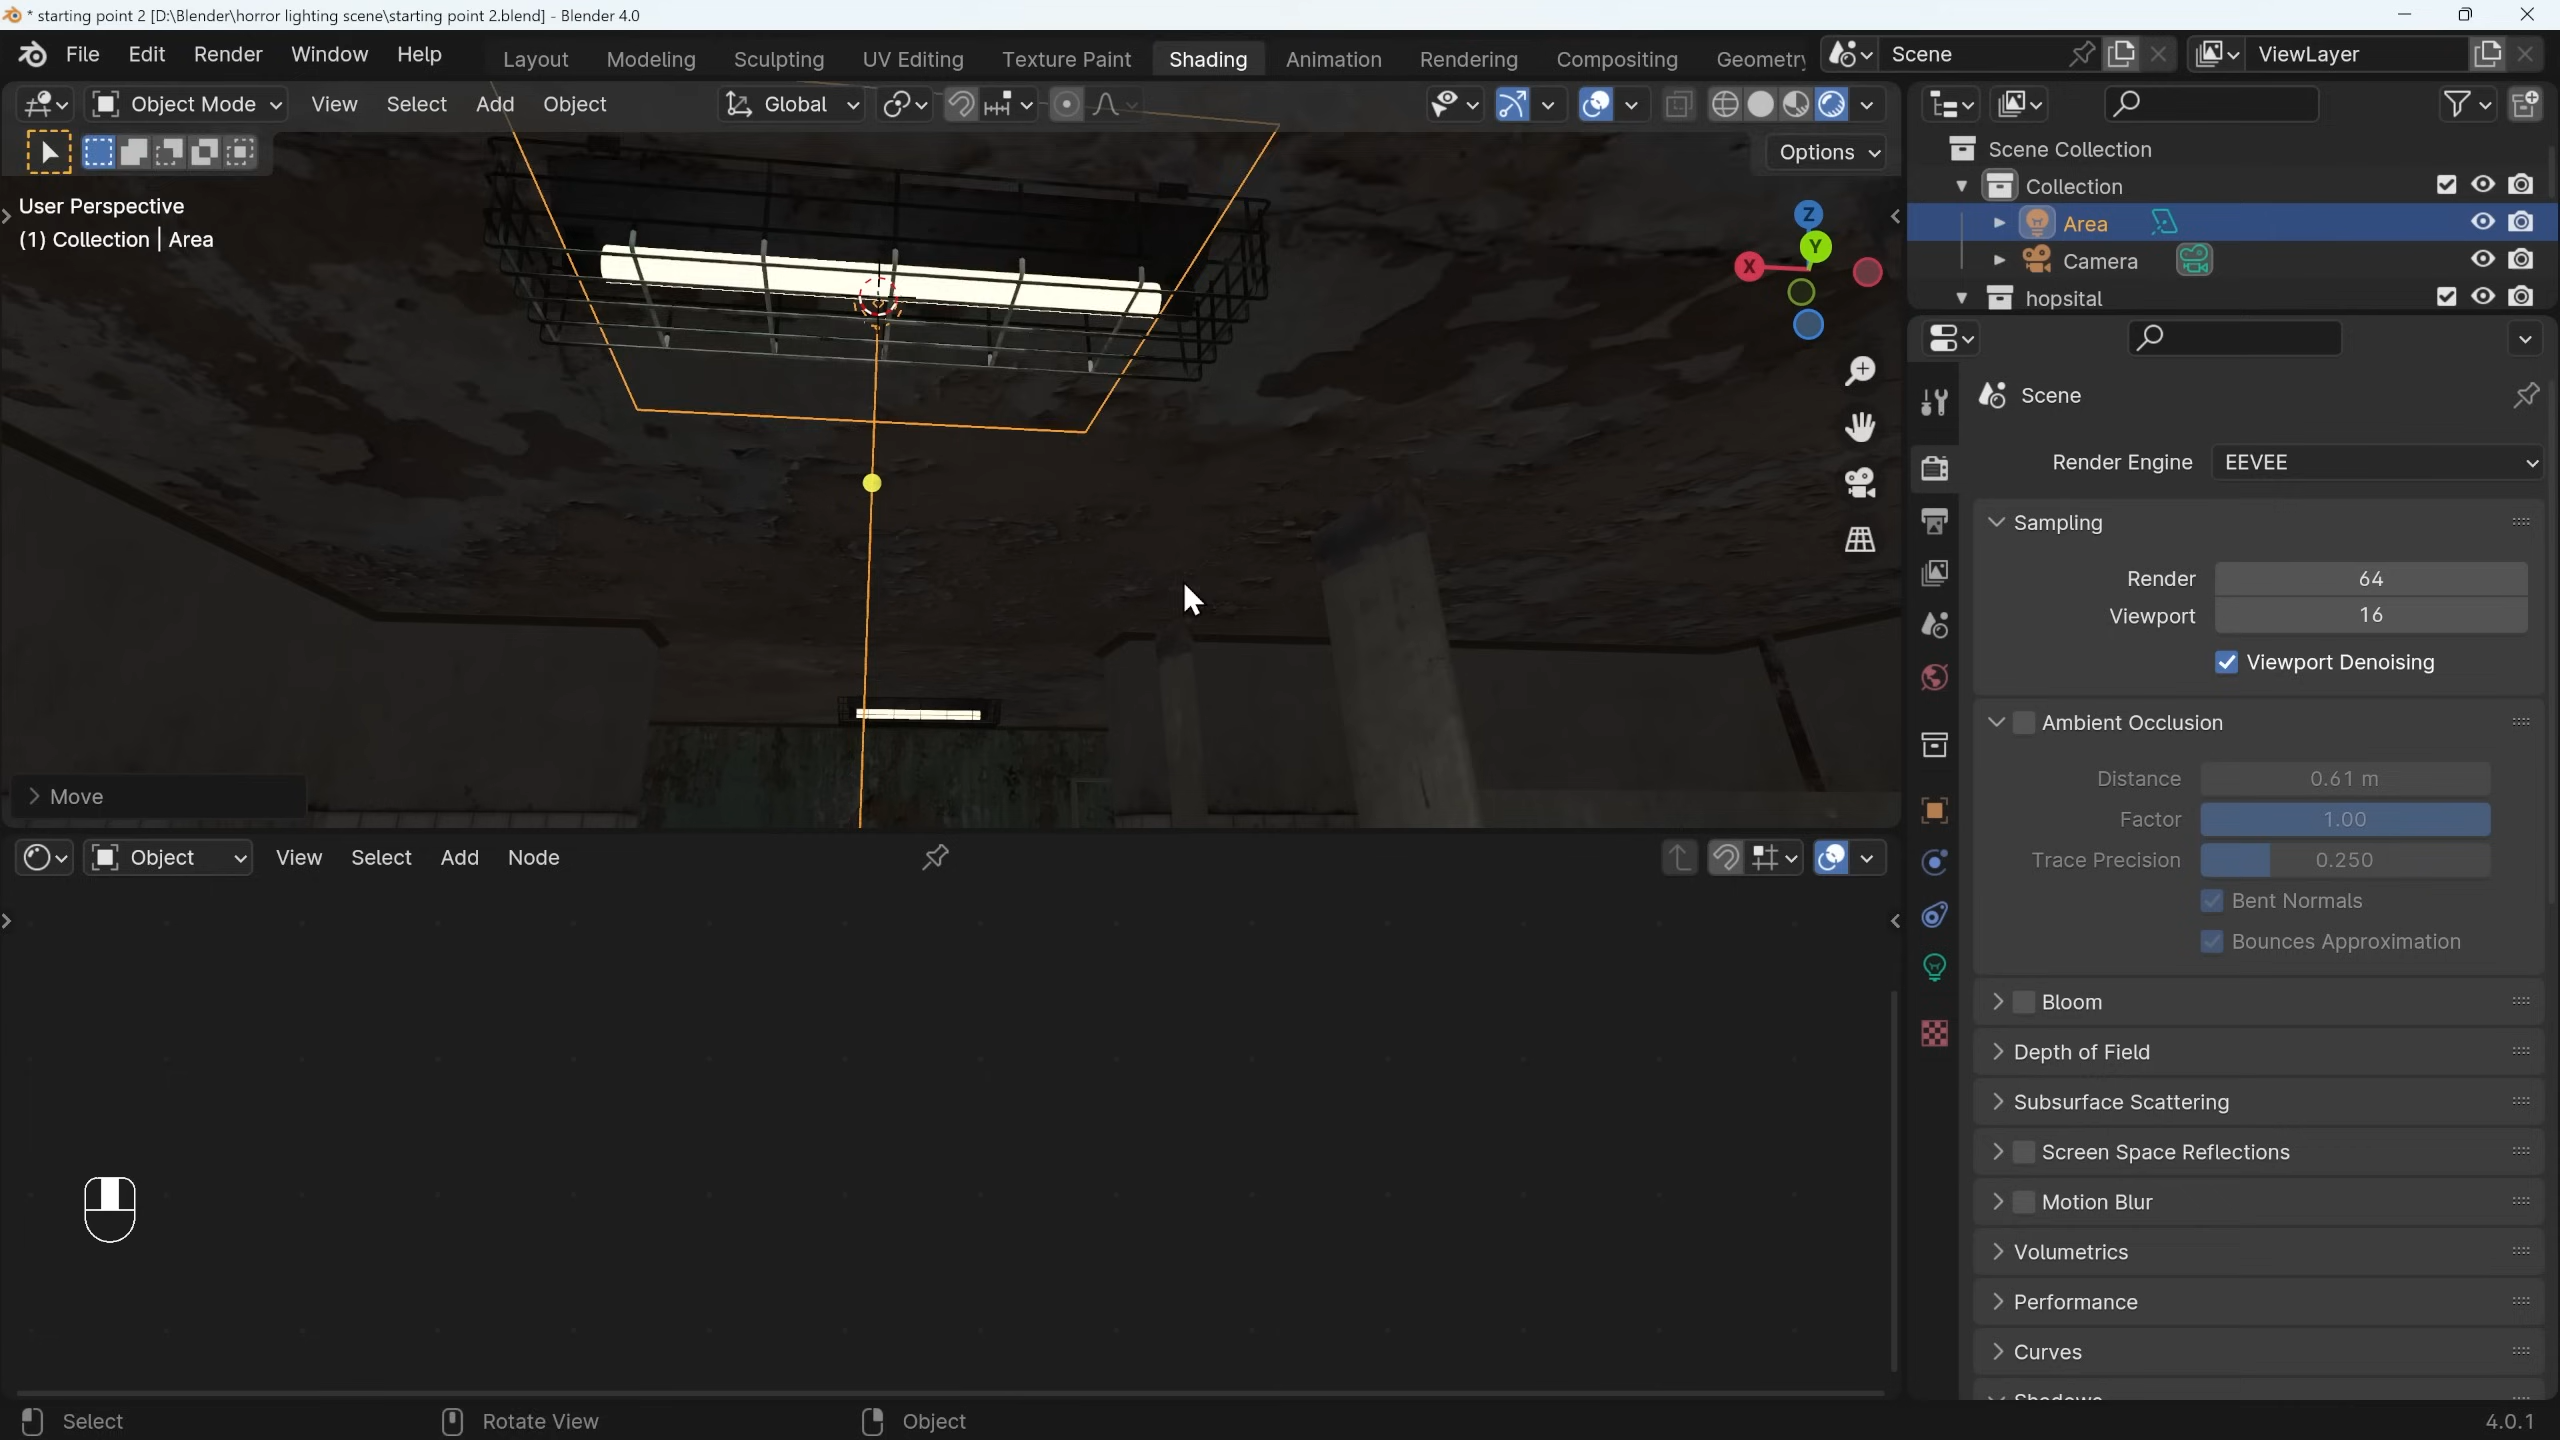 * starting point 2 [D:\Blender\horror lighting scene\starting point 2.blend] - Blender 4.0
File Edit Render Window Help Layout Modeling Sculpting UV Editing Texture Paint Shading Animation Rendering Compositing Geometry Scene ViewLayer
Object Mode View Select Add Object Global
Options
User Perspective
(1) Collection | Area
Z
Y
X
Move
Scene Collection
Collection
Area
Camera
hopsital
Scene
Render Engine EEVEE
Sampling
Render 64
Viewport 16
Viewport Denoising
Ambient Occlusion
Distance 0.61 m
Factor 1.00
Trace Precision 0.250
Bent Normals
Bounces Approximation
Bloom
Depth of Field
Subsurface Scattering
Screen Space Reflections
Motion Blur
Volumetrics
Performance
Curves
Object View Select Add Node
Select Rotate View Object 4.0.1